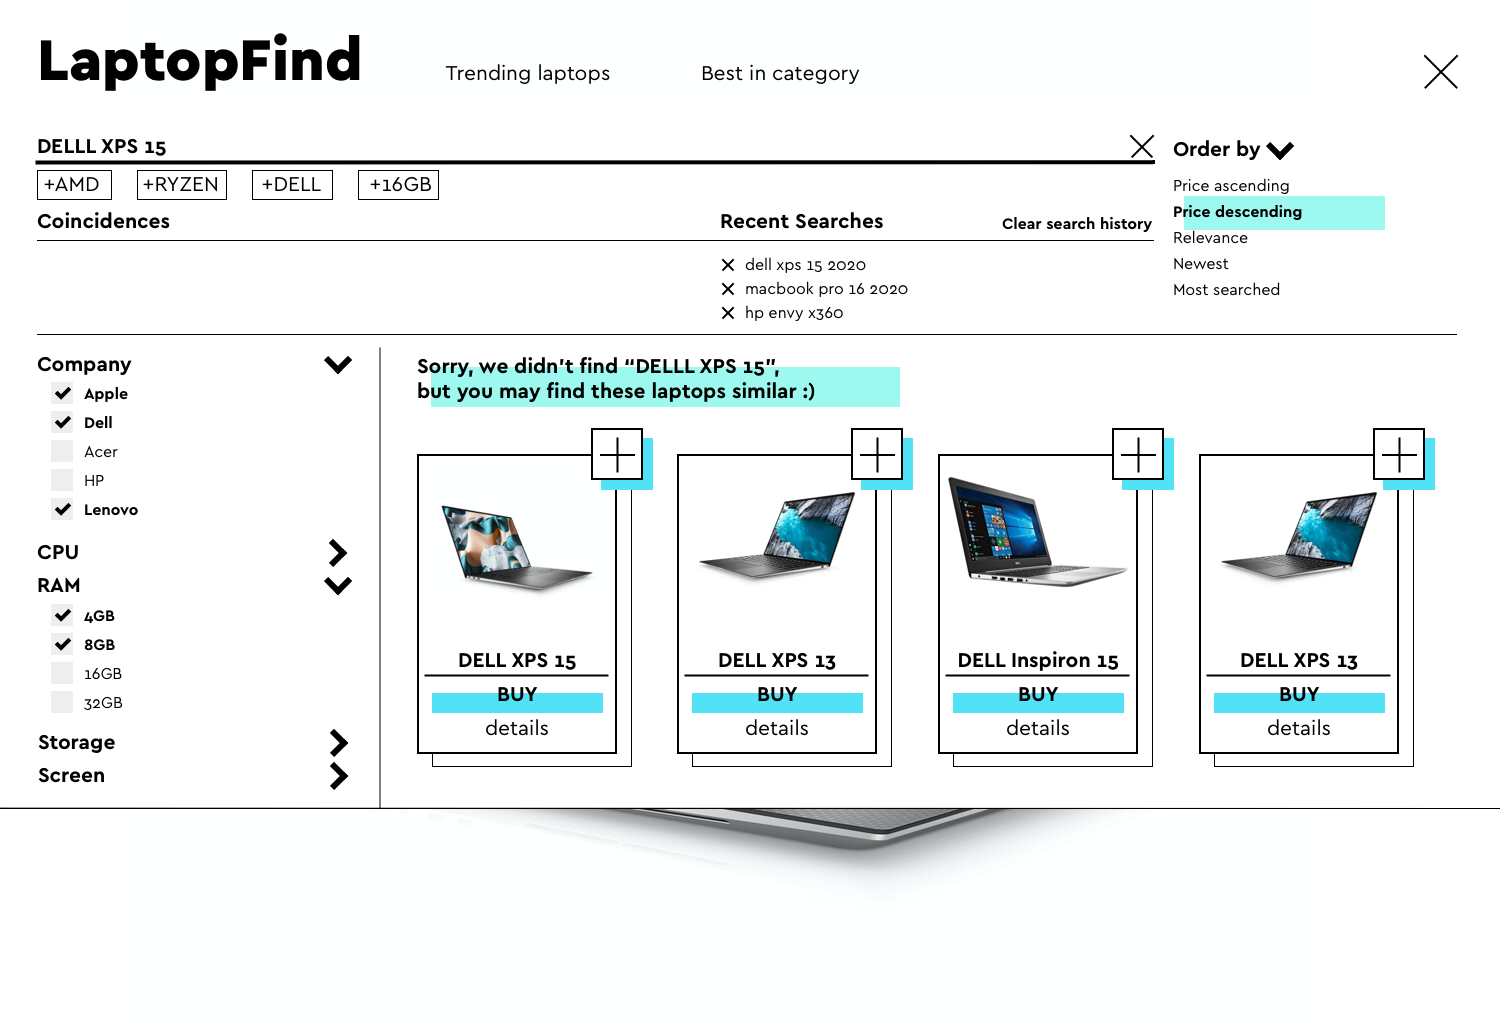 LaptopFind
Trending laptops
Best in category
DELLL XPS 15
Order by
+AMD
+RYZEN
+DELL
+16GB
Price ascending
Price descending
Relevance
Newest
Most searched
Coincidences
Recent Searches
Clear search history
dell xps 15 2020
macbook pro 16 2020
hp envy x360
Company
Apple
Dell
Acer
HP
Lenovo
CPU
RAM
4GB
8GB
16GB
32GB
Storage
Screen
Sorry, we didn't find “DELLL XPS 15”,
but you may find these laptops similar :)
DELL XPS 15
BUY
details
DELL XPS 13
BUY
details
DELL Inspiron 15
BUY
details
DELL XPS 13
BUY
details